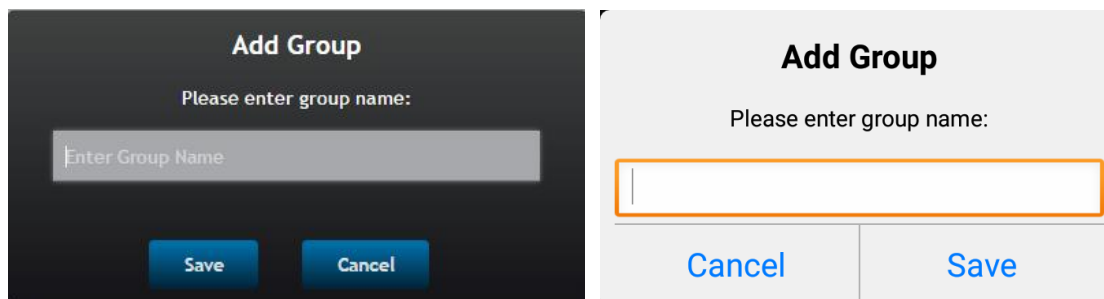 Add Group
Please enter group name:
Enter Group Name
Save Cancel
Add Group
Please enter group name:
Cancel Save